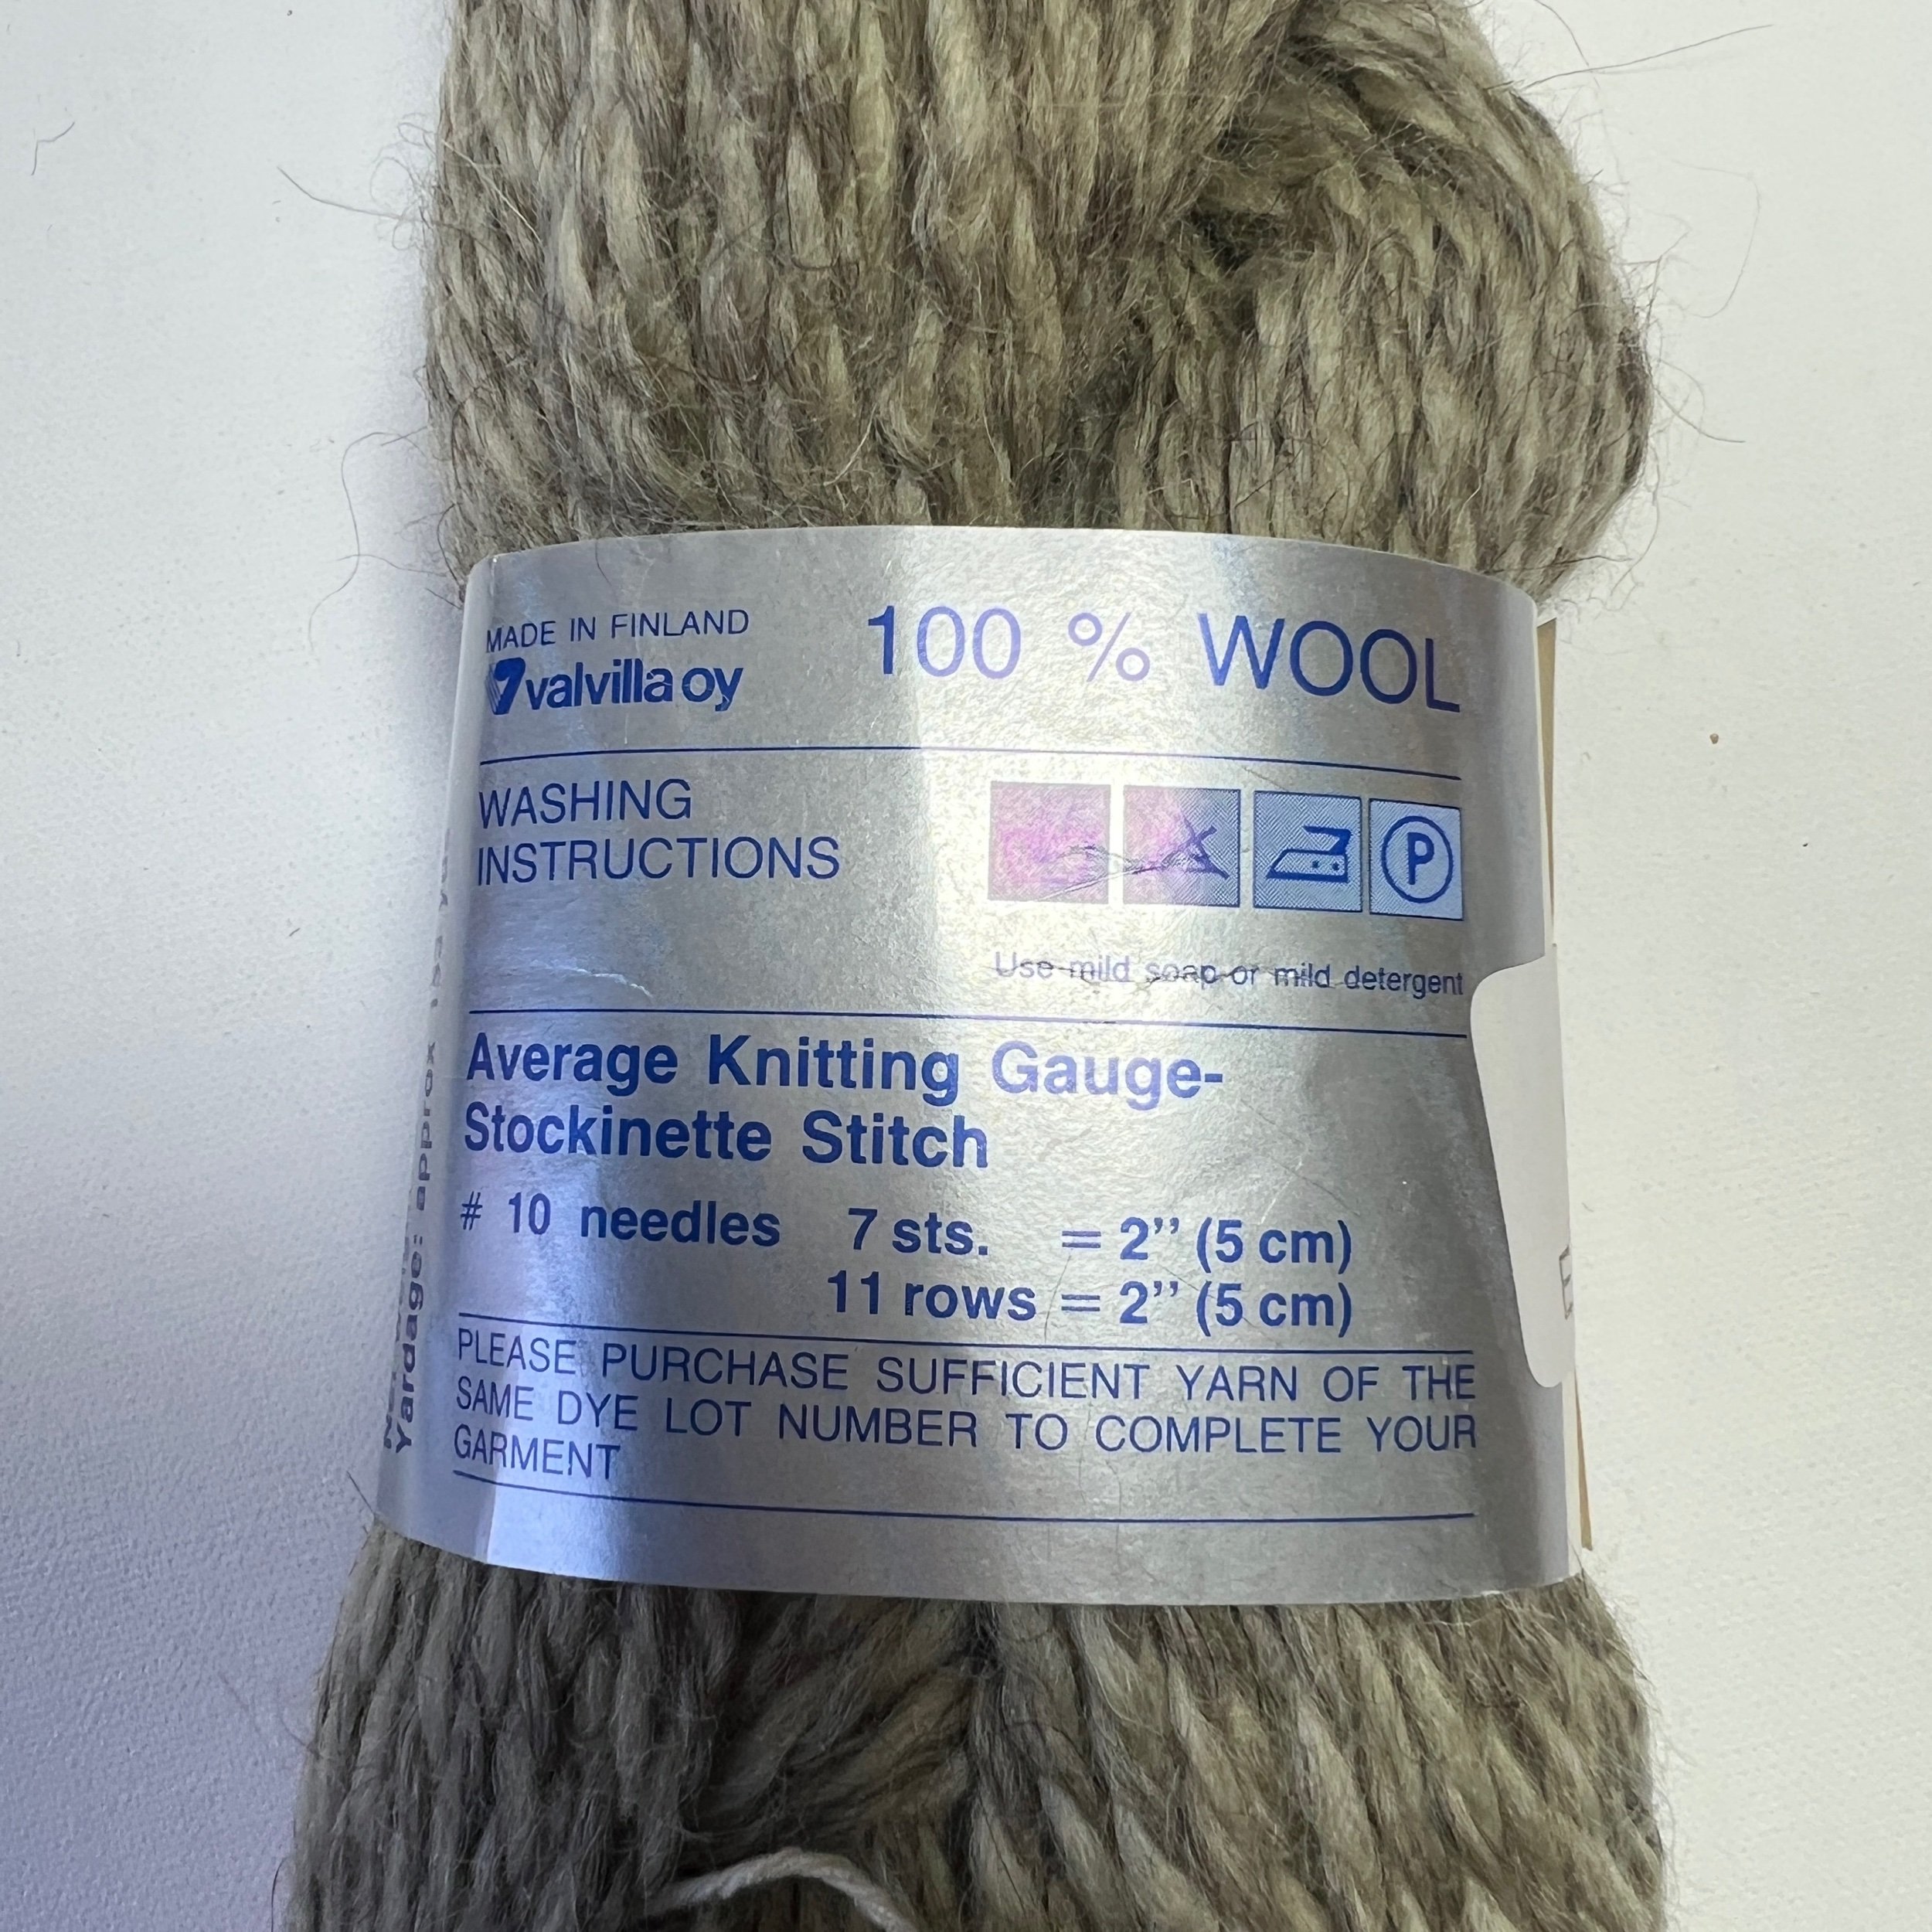 MADE IN FINLAND
valvilla oy
100 % WOOL
WASHING
INSTRUCTIONS
P
Use mild soap or mild detergent
Average Knitting Gauge-
Stockinette Stitch
# 10 needles 7 sts. = 2” (5 cm)
11 rows = 2” (5 cm)
PLEASE PURCHASE SUFFICIENT YARN OF THE
SAME DYE LOT NUMBER TO COMPLETE YOUR
GARMENT
Yardage: approx